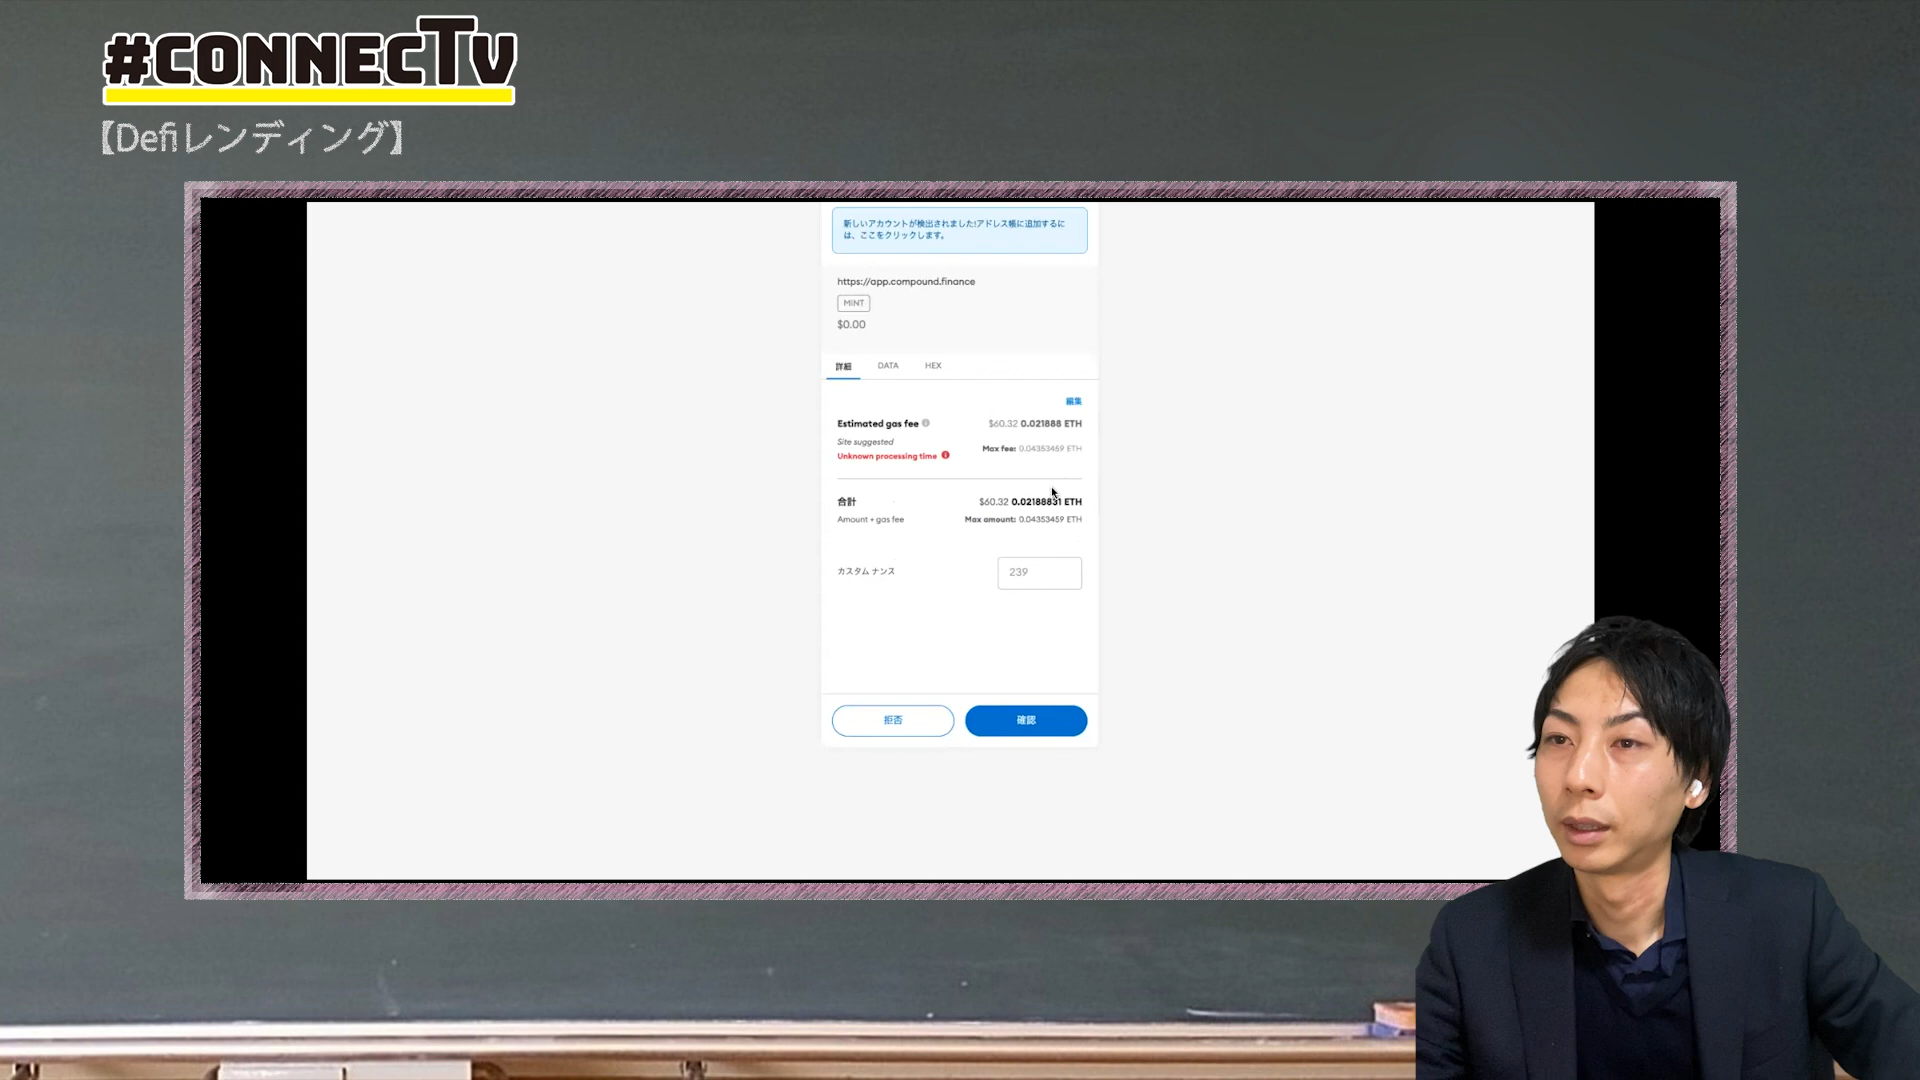 #CONNECTV
【Defiレンディング】
新しいアカウントが検出されました!アドレス帳に追加するに
は、ここをクリックします。
https://app.compound.finance
MINT
$0.00
詳細 DATA HEX
編集
Estimated gas fee $60.32 0.021888 ETH
Site suggested
Max fee: 0.04353459 ETH
Unknown processing time
合計 $60.32 0.02188831 ETH
Amount + gas fee Max amount: 0.04353459 ETH
カスタム ナンス 239
拒否 確認